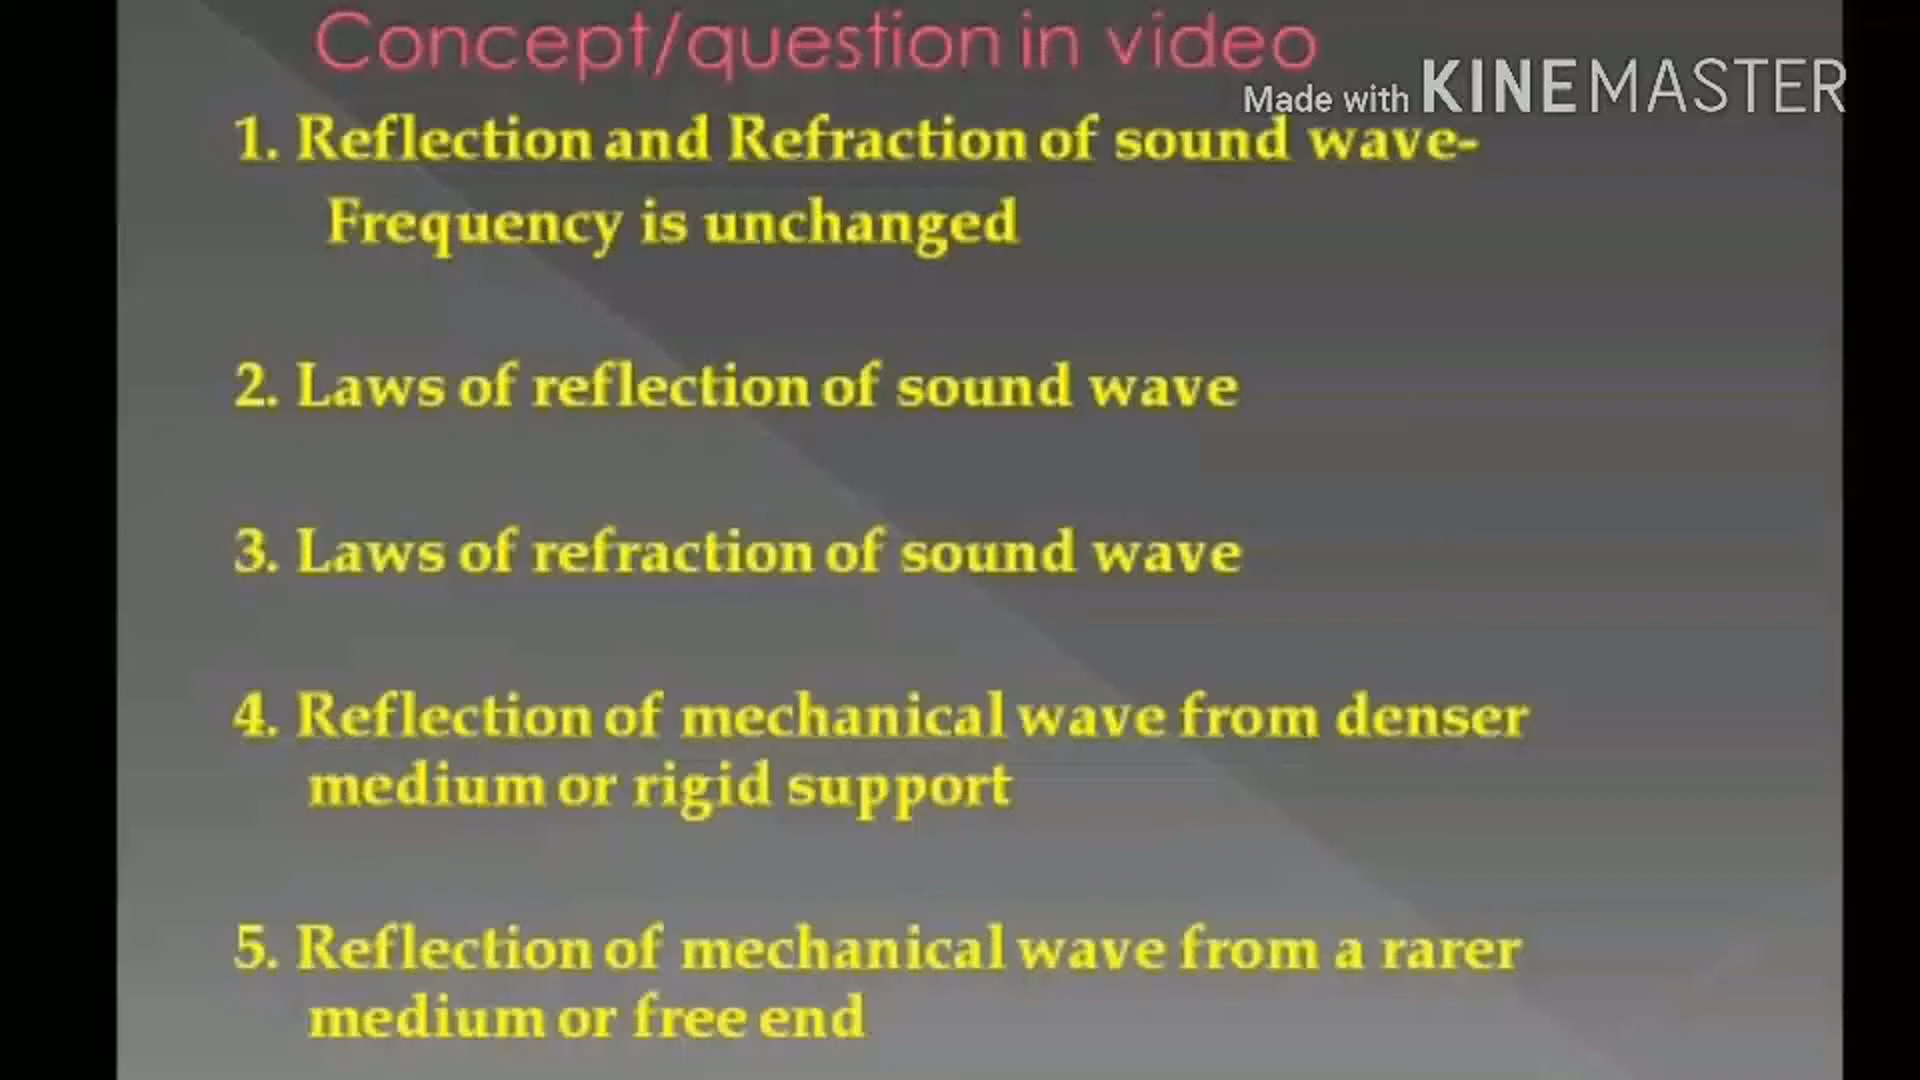 Concept/question in video
Made with KINEMASTER
1. Reflection and Refraction of sound wave-
Frequency is unchanged
2. Laws of reflection of sound wave
3. Laws of refraction of sound wave
4. Reflection of mechanical wave from denser
medium or rigid support
5. Reflection of mechanical wave from a rarer
medium or free end